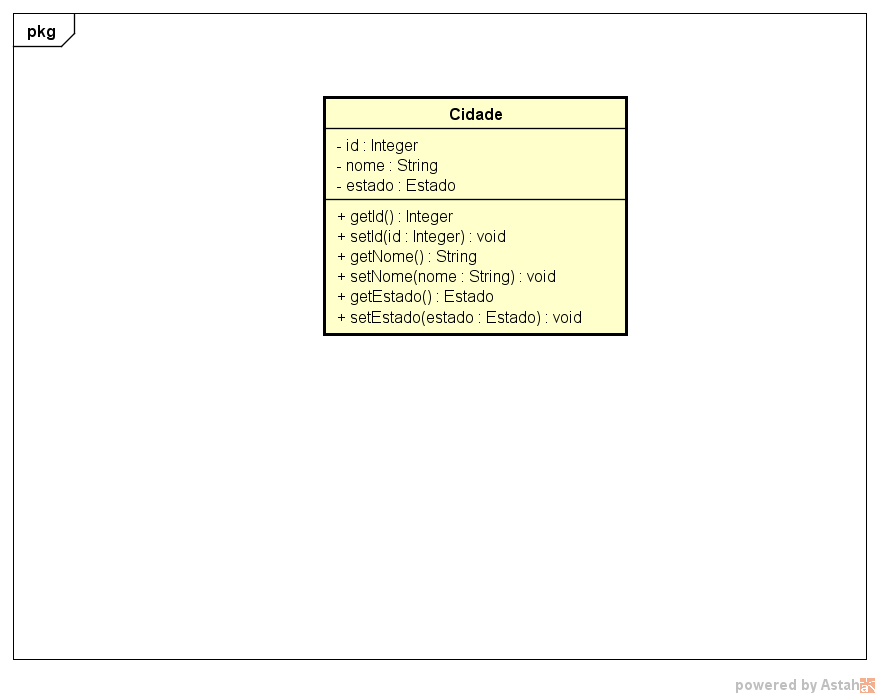 pkg
Cidade
- id : Integer
- nome : String
- estado : Estado
+ getId() : Integer
+ setId(id : Integer) : void
+ getNome() : String
+ setNome(nome : String) : void
+ getEstado() : Estado
+ setEstado(estado : Estado) : void
powered by Astah